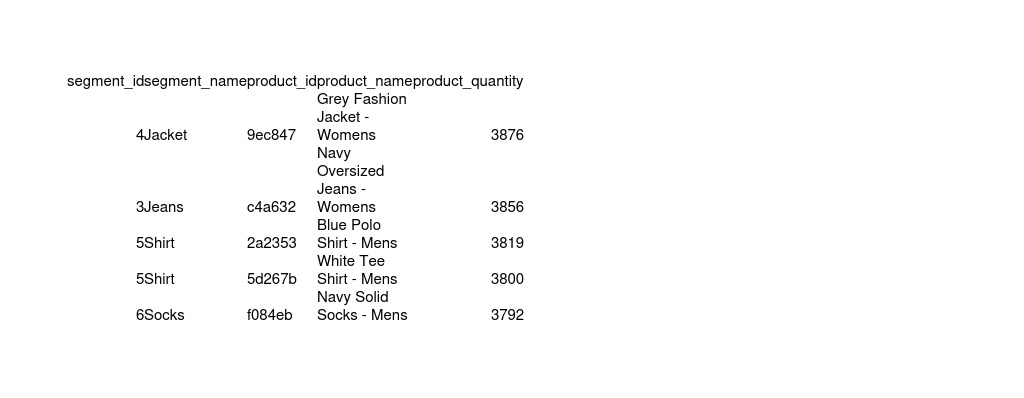 segment_idsegment_nameproduct_idproduct_nameproduct_quantity
Grey Fashion
Jacket -
4Jacket 9ec847 Womens 3876
Navy
Oversized
Jeans -
3Jeans c4a632 Womens 3856
Blue Polo
5Shirt 2a2353 Shirt - Mens 3819
White Tee
5Shirt 5d267b Shirt - Mens 3800
Navy Solid
6Socks f084eb Socks - Mens 3792